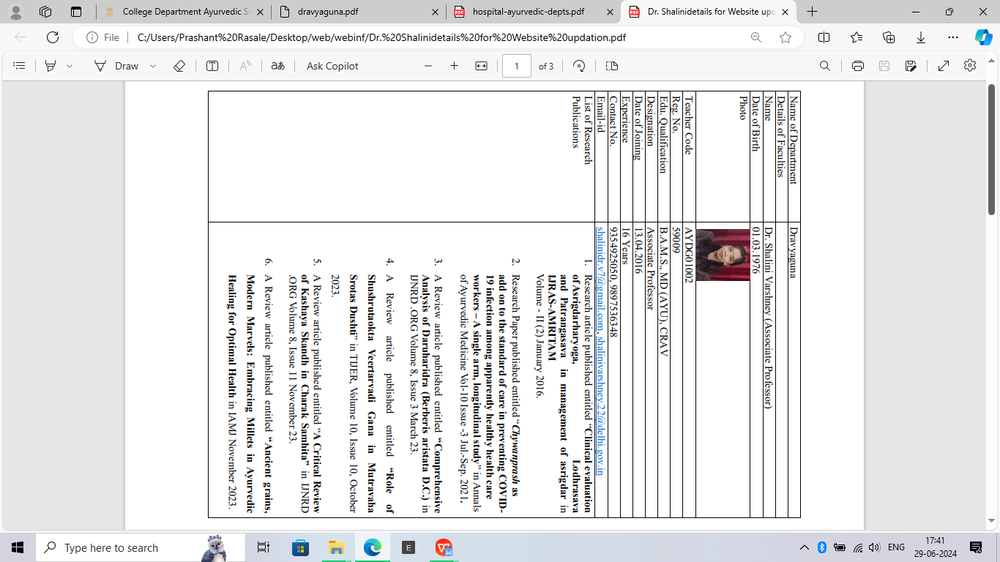 College Department Ayurvedic Se
dravyaguna.pdf
hospital-ayurvedic-depts.pdf
Dr. Shalinidetails for Website upd
File
C:/Users/Prashant%20Rasale/Desktop/web/webinf/Dr.%20Shalinidetails%20for%20Website%20updation.pdf
Draw
Ask Copilot
1 of 3
Name of Department Dravyaguna
Details of Faculties
Name Dr. Shalini Varshney (Associate Professor)
Date of Birth 01.03.1976
Photo
Teacher Code AYDG01002
Reg. No. 59009
Edu. Qualification B.A.M.S., MD (AYU), CRAV
Designation Associate Professor
Date of Joining 13.04.2016
Experience 16 Years
Contact No. 9354925050, 9897536348
Email-id shalinidr.v7@gmail.com, shalinivarshney.22@delhi.gov.in
List of Research
Publications
1. Research article published entitled “Clinical evaluation
of Asrigdarharyoga, Lodhrasava
and Patrangasava in management of asrigdar in
IJRAS-AMRITAM
Volume - II (2) January 2016.
2. Research Paper published entitled “Chywanprash as
add on to the standard of care in preventing COVID-
19 infection among apparently healthy health care
workers – A single arm, longitudinal study” in Annals
of Ayurvedic Medicine Vol-10 Issue -3 Jul.-Sep. 2021.
3. A Review article published entitled “Comprehensive
Analysis of Daruharidra (Berberis aristata D.C.) in
IJNRD .ORG Volume 8, Issue 3 March 23.
4. A Review article published entitled “Role of
Shushrutaokta Veertarvadi Gana in Mutravaha
Srotas Dushti” in TIJER, Volume 10, Issue 10, October
2023.
5. A Review article published entitled “A Critical Review
of Kashaya Skandh in Charak Samhita” in IJNRD
.ORG Volume 8, Issue 11 November 23.
6. A Review article published entitled “Ancient grains,
Modern Marvels: Embracing Millets in Ayurvedic
Healing for Optimal Health in IAMJ November 2023.
Type here to search
E
ENG
17:41
29-06-2024